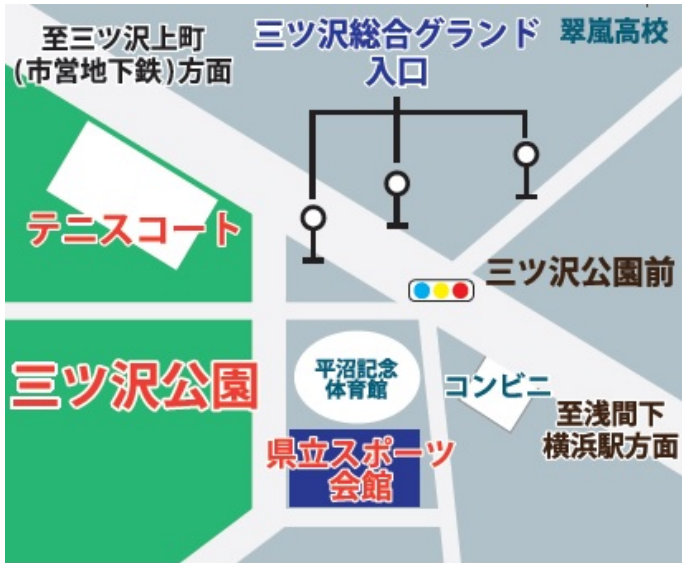 至三ツ沢上町
(市営地下鉄)方面
三ツ沢総合グランド
入口
翠嵐高校
テニスコート
三ツ沢公園前
三ツ沢公園
平沼記念
体育館
コンビニ
至浅間下
横浜駅方面
県立スポーツ
会館